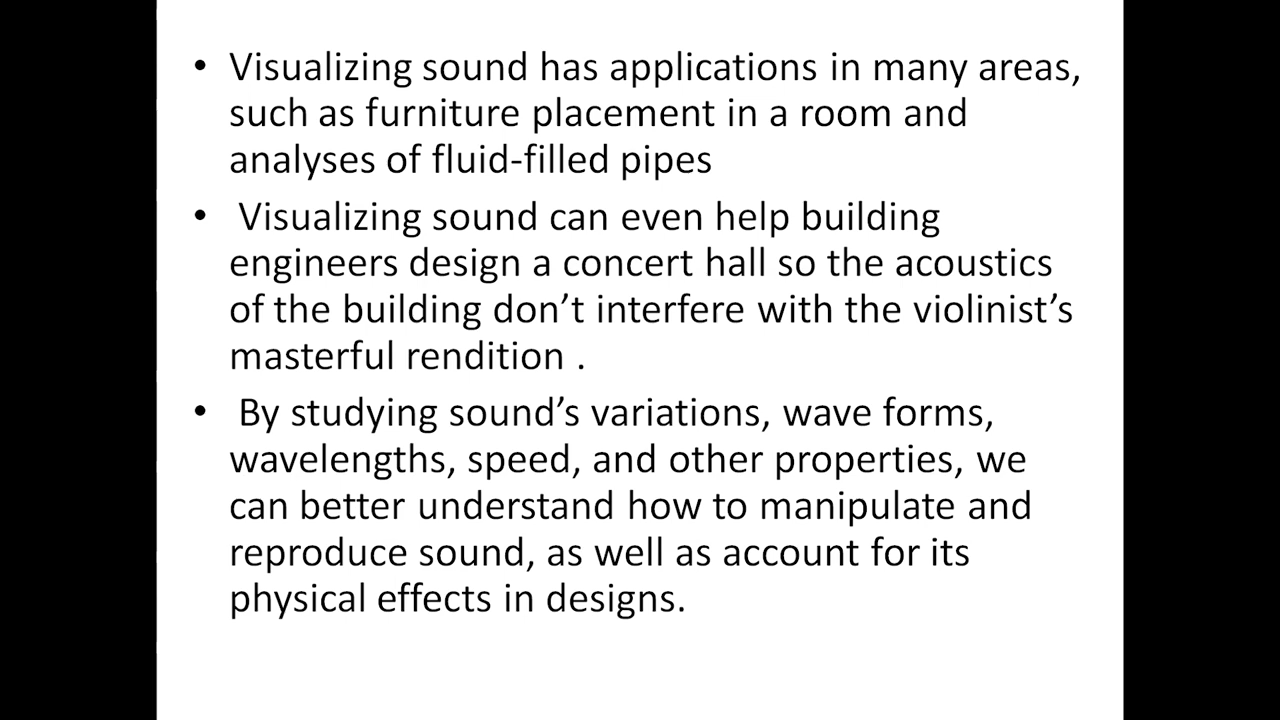 • Visualizing sound has applications in many areas,
such as furniture placement in a room and
analyses of fluid-filled pipes
• Visualizing sound can even help building
engineers design a concert hall so the acoustics
of the building don’t interfere with the violinist’s
masterful rendition .
• By studying sound’s variations, wave forms,
wavelengths, speed, and other properties, we
can better understand how to manipulate and
reproduce sound, as well as account for its
physical effects in designs.